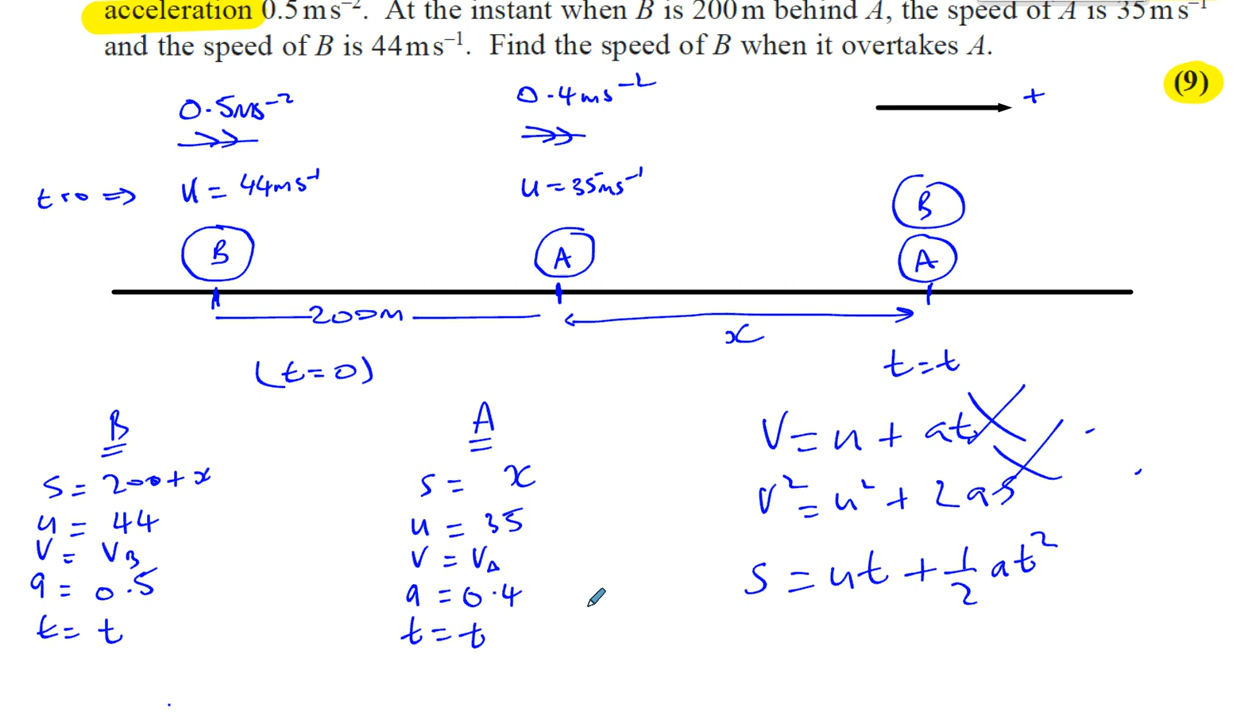 acceleration 0.5 m s⁻². At the instant when B is 200 m behind A, the speed of A is 35 m s⁻¹
and the speed of B is 44 m s⁻¹. Find the speed of B when it overtakes A.
(9)
0.5ms⁻²
0.4ms⁻²
+
t=0 ⇒ u = 44ms⁻¹
u = 35ms⁻¹
B
B
A
A
200m
x
(t=0)
t=t
B
A
V = u + at
s = 200+x
s = x
v² = u² + 2as
u = 44
u = 35
v = VB
v = VA
s = ut + ½at²
a = 0.5
a = 0.4
t = t
t = t